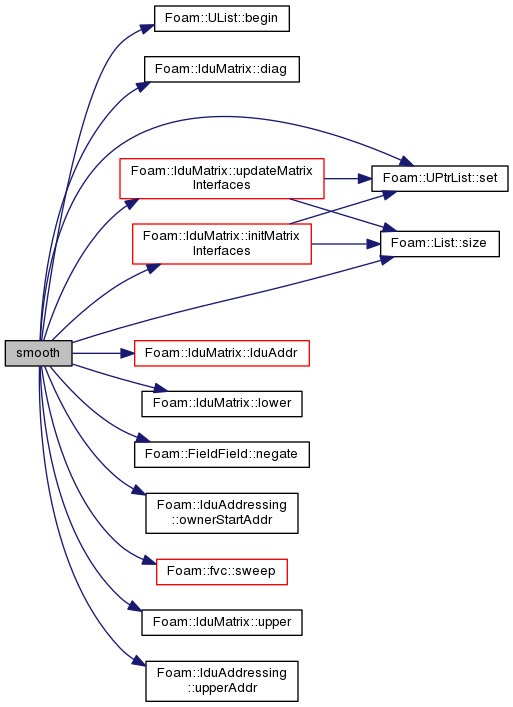 Foam::UList::begin
Foam::lduMatrix::diag
Foam::lduMatrix::updateMatrix
Interfaces
Foam::UPtrList::set
Foam::lduMatrix::initMatrix
Interfaces
Foam::List::size
smooth
Foam::lduMatrix::lduAddr
Foam::lduMatrix::lower
Foam::FieldField::negate
Foam::lduAddressing
::ownerStartAddr
Foam::fvc::sweep
Foam::lduMatrix::upper
Foam::lduAddressing
::upperAddr